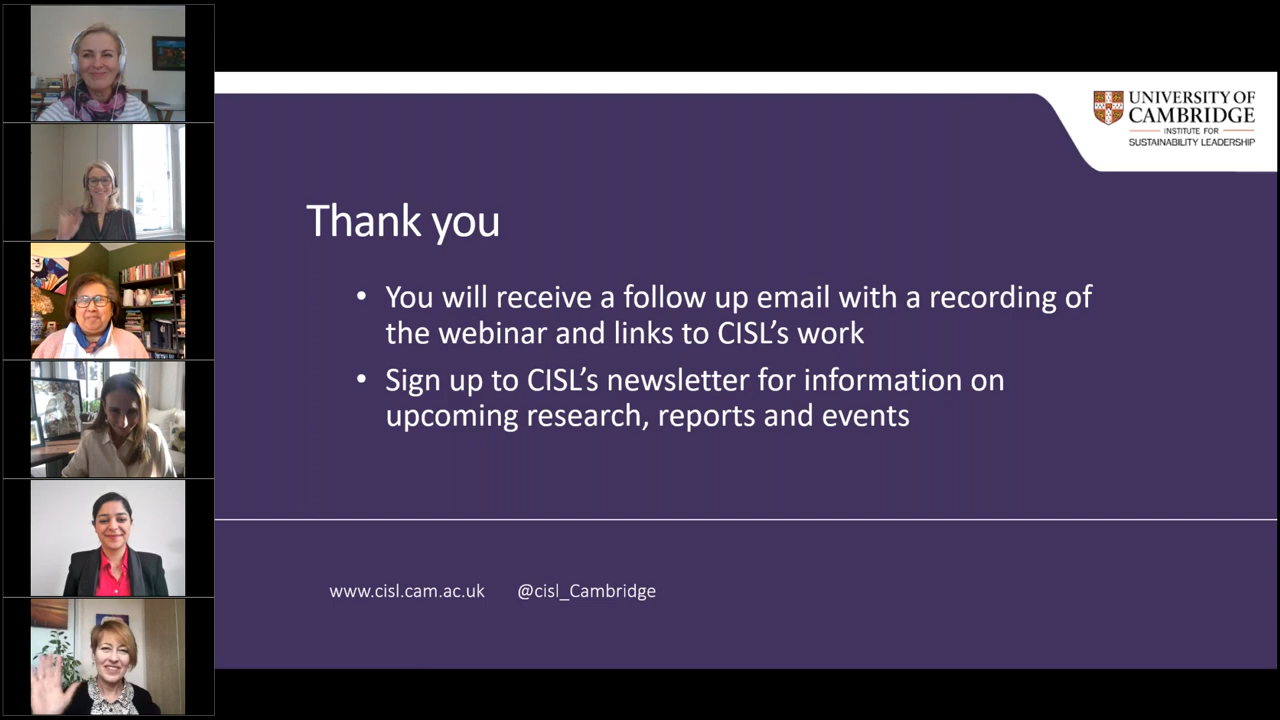 UNIVERSITY OF
CAMBRIDGE
INSTITUTE FOR
SUSTAINABILITY LEADERSHIP
Thank you
• You will receive a follow up email with a recording of
the webinar and links to CISL’s work
• Sign up to CISL’s newsletter for information on
upcoming research, reports and events
www.cisl.cam.ac.uk @cisl_Cambridge